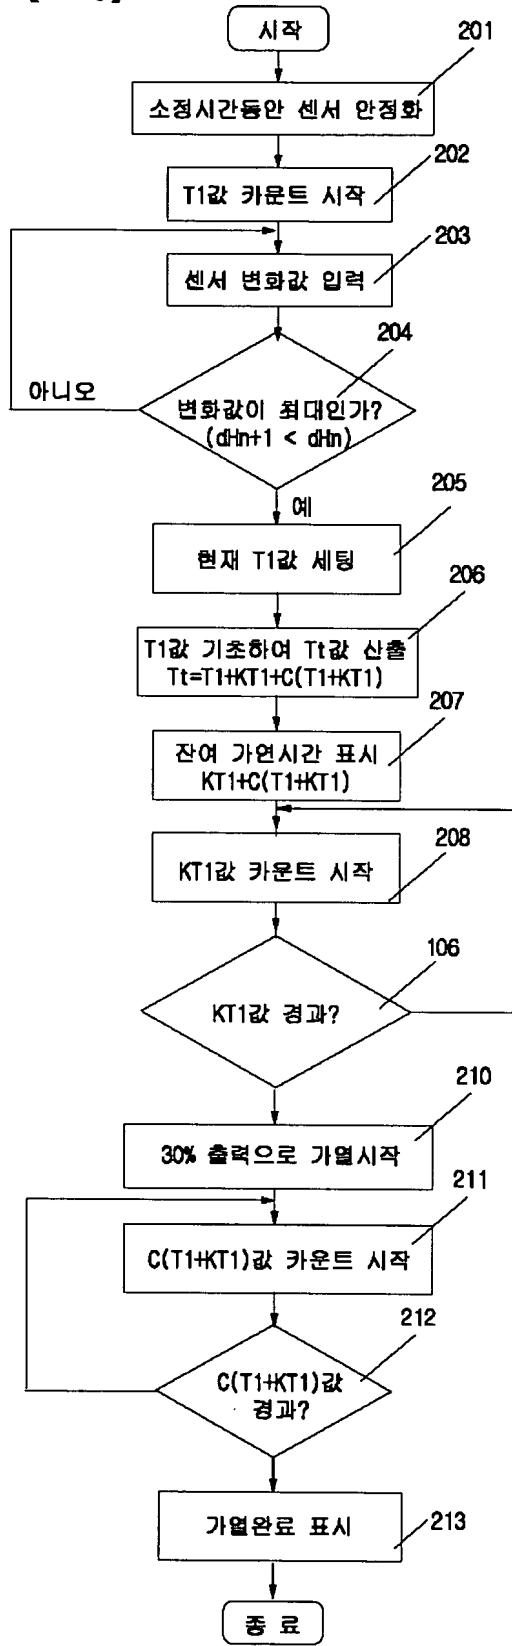 시작
201
소정시간동안 센서 안정화
202
T1값 카운트 시작
203
센서 변화값 입력
204
아니오
변화값이 최대인가?
(dHn+1 < dHn)
예
205
현재 T1값 세팅
206
T1값 기초하여 Tt값 산출
Tt=T1+KT1+C(T1+KT1)
207
잔여 가연시간 표시
KT1+C(T1+KT1)
208
KT1값 카운트 시작
106
KT1값 경과?
210
30% 출력으로 가열시작
211
C(T1+KT1)값 카운트 시작
212
C(T1+KT1)값
경과?
213
가열완료 표시
종 료